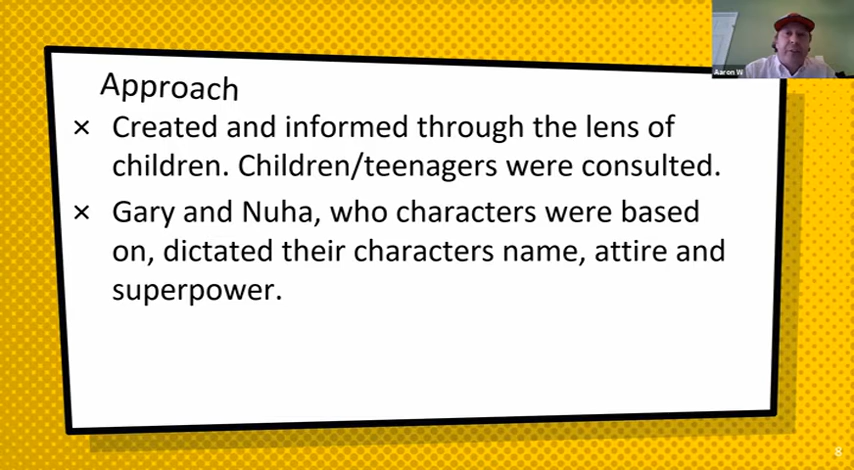 Aaron W
Approach
× Created and informed through the lens of
children. Children/teenagers were consulted.
× Gary and Nuha, who characters were based
on, dictated their characters name, attire and
superpower.
8